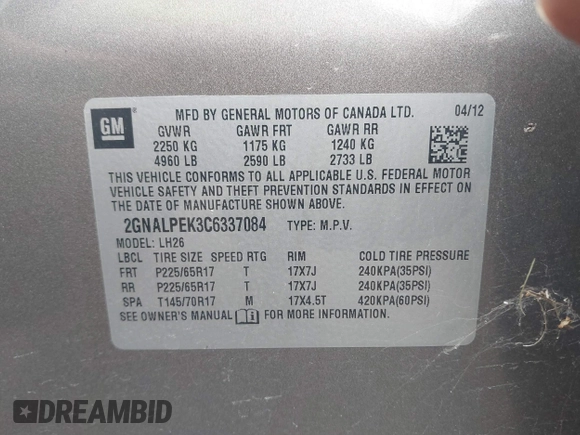 GM
MFD BY GENERAL MOTORS OF CANADA LTD. 04/12
GVWR GAWR FRT GAWR RR
2250 KG 1175 KG 1240 KG
4960 LB 2590 LB 2733 LB
THIS VEHICLE CONFORMS TO ALL APPLICABLE U.S. FEDERAL MOTOR
VEHICLE SAFETY AND THEFT PREVENTION STANDARDS IN EFFECT ON
THE DATE OF MANUFACTURE SHOWN ABOVE.
2GNALPEK3C6337084 TYPE: M.P.V.
MODEL: LH26
LBCL TIRE SIZE SPEED RTG RIM COLD TIRE PRESSURE
FRT P225/65R17 T 17X7J 240KPA(35PSI)
RR P225/65R17 T 17X7J 240KPA(35PSI)
SPA T145/70R17 M 17X4.5T 420KPA(60PSI)
SEE OWNER'S MANUAL FOR MORE INFORMATION.
DREAMBID